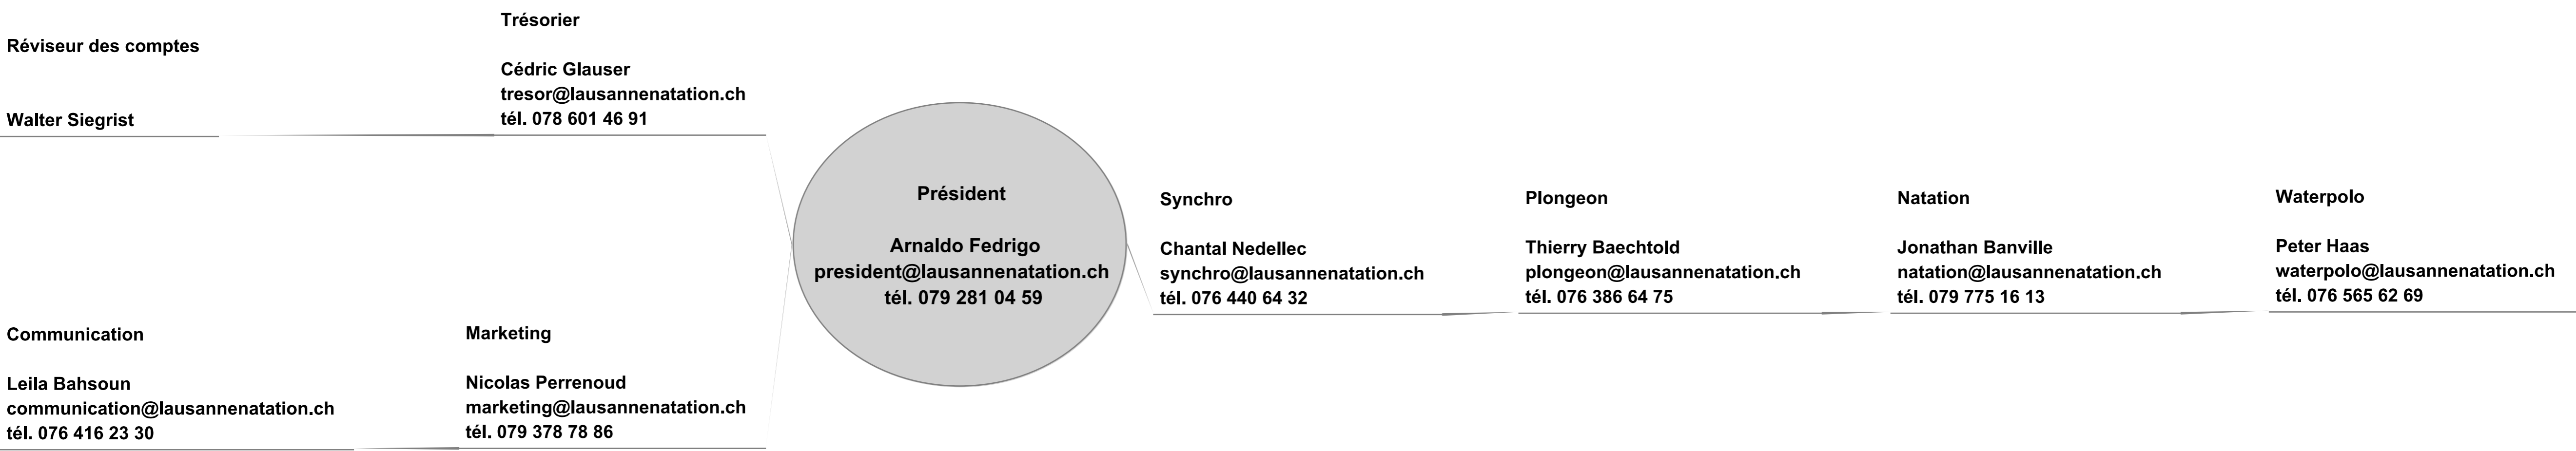 Réviseur des comptes
Walter Siegrist
Trésorier
Cédric Glauser
tresor@lausannenatation.ch
tél. 078 601 46 91
Communication
Leila Bahsoun
communication@lausannenatation.ch
tél. 076 416 23 30
Marketing
Nicolas Perrenoud
marketing@lausannenatation.ch
tél. 079 378 78 86
Président
Arnaldo Fedrigo
president@lausannenatation.ch
tél. 079 281 04 59
Synchro
Chantal Nedellec
synchro@lausannenatation.ch
tél. 076 440 64 32
Plongeon
Thierry Baechtold
plongeon@lausannenatation.ch
tél. 076 386 64 75
Natation
Jonathan Banville
natation@lausannenatation.ch
tél. 079 775 16 13
Waterpolo
Peter Haas
waterpolo@lausannenatation.ch
tél. 076 565 62 69